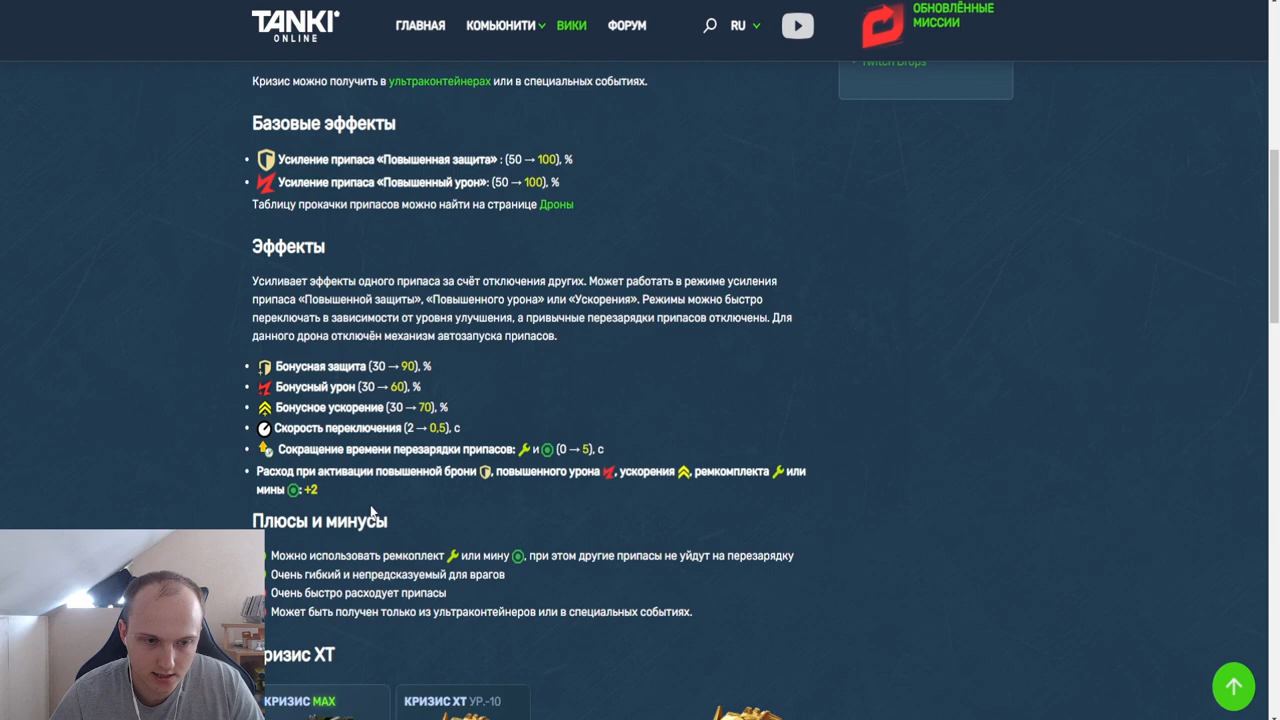 TANKI
ONLINE
ГЛАВНАЯ
КОМЬЮНИТИ
ВИКИ
ФОРУМ
RU
ОБНОВЛЁННЫЕ
МИССИИ
Twitch Drops
Кризис можно получить в ультраконтейнерах или в специальных событиях.
Базовые эффекты
• Усиление припаса «Повышенная защита» : (50 → 100), %
• Усиление припаса «Повышенный урон»: (50 → 100), %
Таблицу прокачки припасов можно найти на странице Дроны
Эффекты
Усиливает эффекты одного припаса за счёт отключения других. Может работать в режиме усиления
припаса «Повышенной защиты», «Повышенного урона» или «Ускорения». Режимы можно быстро
переключать в зависимости от уровня улучшения, а привычные перезарядки припасов отключены. Для
данного дрона отключён механизм автозапуска припасов.
• Бонусная защита (30 → 90), %
• Бонусный урон (30 → 60), %
• Бонусное ускорение (30 → 70), %
• Скорость переключения (2 → 0,5), с
• Сокращение времени перезарядки припасов: и (0 → 5), с
• Расход при активации повышенной брони , повышенного урона , ускорения , ремкомплекта или
мины : +2
Плюсы и минусы
Можно использовать ремкоплект или мину , при этом другие припасы не уйдут на перезарядку
Очень гибкий и непредсказуемый для врагов
Очень быстро расходует припасы
Может быть получен только из ультраконтейнеров или в специальных событиях.
ризис XT
КРИЗИС MAX
КРИЗИС XT УР.-10